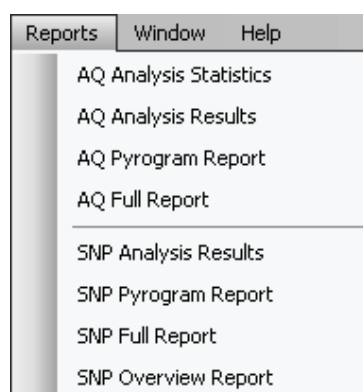 Reports Window Help
AQ Analysis Statistics
AQ Analysis Results
AQ Pyrogram Report
AQ Full Report
SNP Analysis Results
SNP Pyrogram Report
SNP Full Report
SNP Overview Report